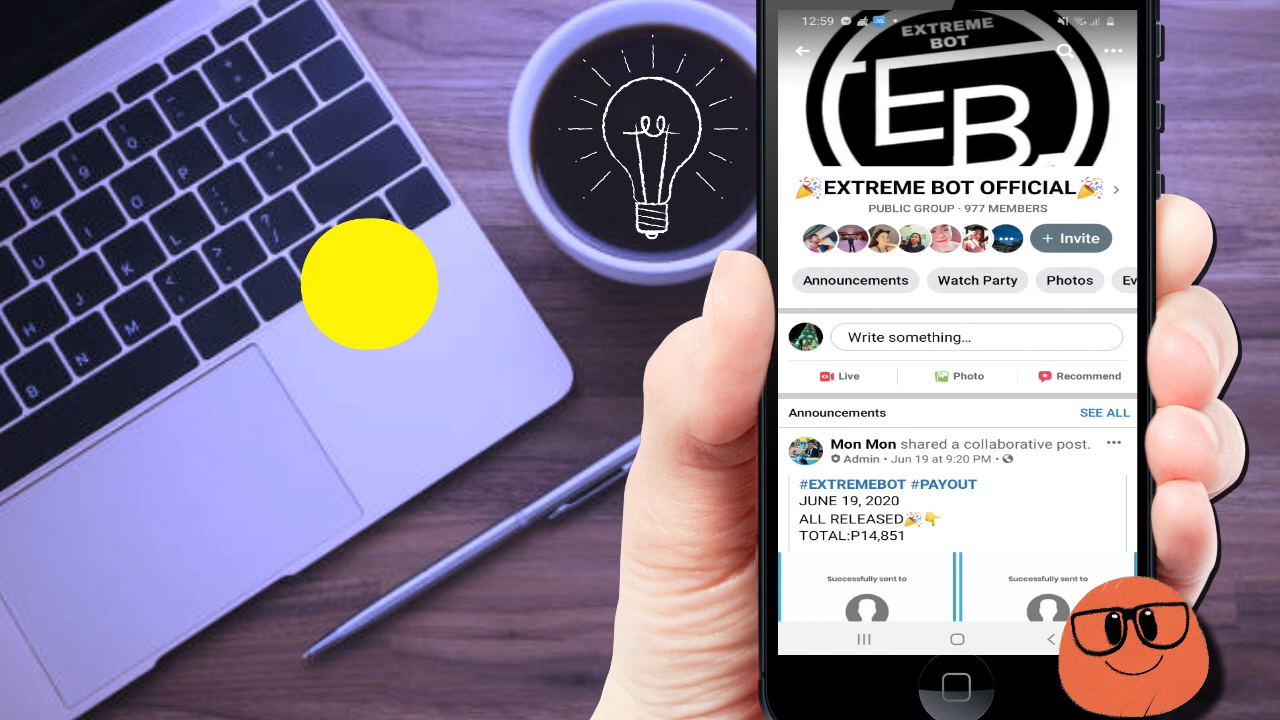 12:59
EXTREME
BOT
EB
🎉EXTREME BOT OFFICIAL🎉 >
PUBLIC GROUP · 977 MEMBERS
+ Invite
Announcements
Watch Party
Photos
Ev
Write something...
Live
Photo
Recommend
Announcements
SEE ALL
Mon Mon shared a collaborative post.
Admin • Jun 19 at 9:20 PM •
#EXTREMEBOT #PAYOUT
JUNE 19, 2020
ALL RELEASED🎉👇
TOTAL:P14,851
Successfully sent to
Successfully sent to
9
O
P
L
U
K
J
H
M
N
B